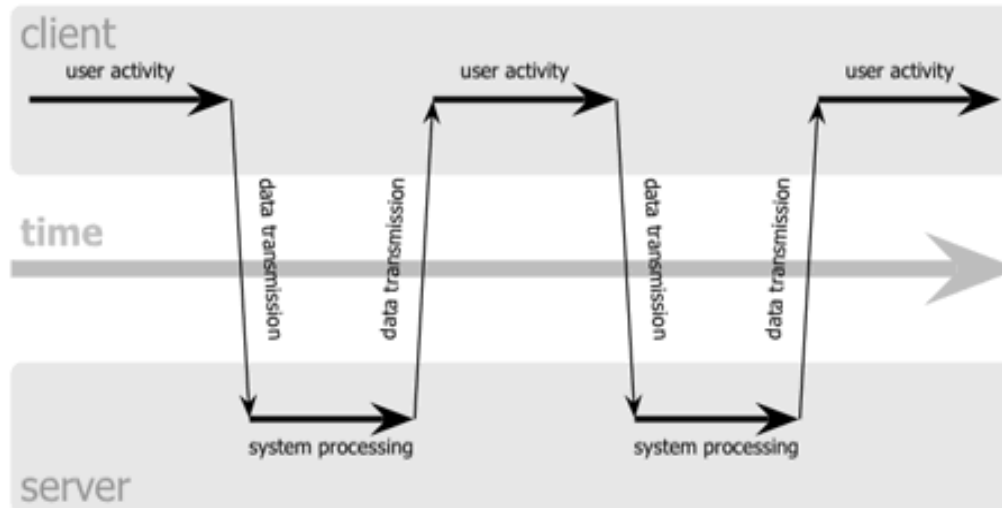 client
user activity
user activity
user activity
data transmission
data transmission
data transmission
data transmission
time
system processing
system processing
server